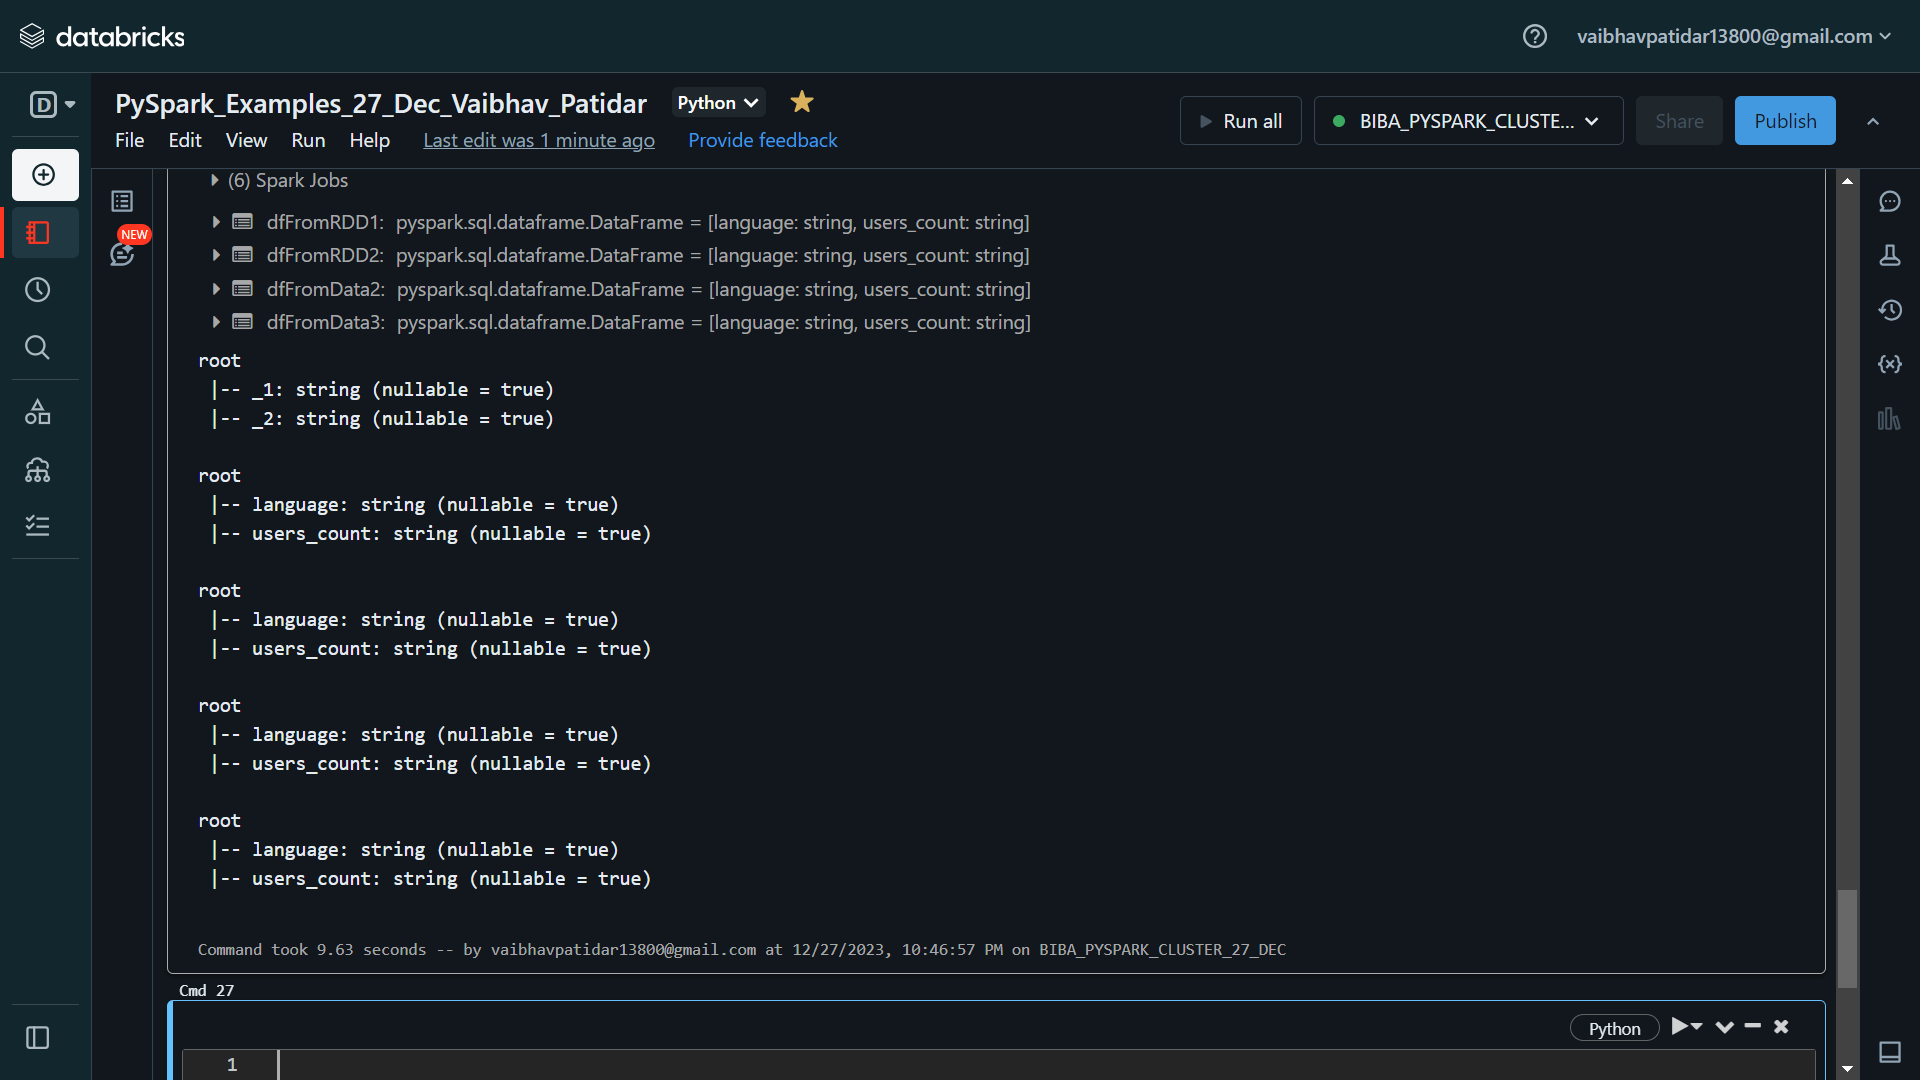 databricks
vaibhavpatidar13800@gmail.com
D
PySpark_Examples_27_Dec_Vaibhav_Patidar Python
File Edit View Run Help Last edit was 1 minute ago Provide feedback
Run all BIBA_PYSPARK_CLUSTE... Share Publish
NEW
(6) Spark Jobs
dfFromRDD1: pyspark.sql.dataframe.DataFrame = [language: string, users_count: string]
dfFromRDD2: pyspark.sql.dataframe.DataFrame = [language: string, users_count: string]
dfFromData2: pyspark.sql.dataframe.DataFrame = [language: string, users_count: string]
dfFromData3: pyspark.sql.dataframe.DataFrame = [language: string, users_count: string]
root
|-- _1: string (nullable = true)
|-- _2: string (nullable = true)
root
|-- language: string (nullable = true)
|-- users_count: string (nullable = true)
root
|-- language: string (nullable = true)
|-- users_count: string (nullable = true)
root
|-- language: string (nullable = true)
|-- users_count: string (nullable = true)
root
|-- language: string (nullable = true)
|-- users_count: string (nullable = true)
Command took 9.63 seconds -- by vaibhavpatidar13800@gmail.com at 12/27/2023, 10:46:57 PM on BIBA_PYSPARK_CLUSTER_27_DEC
Cmd 27
Python
1